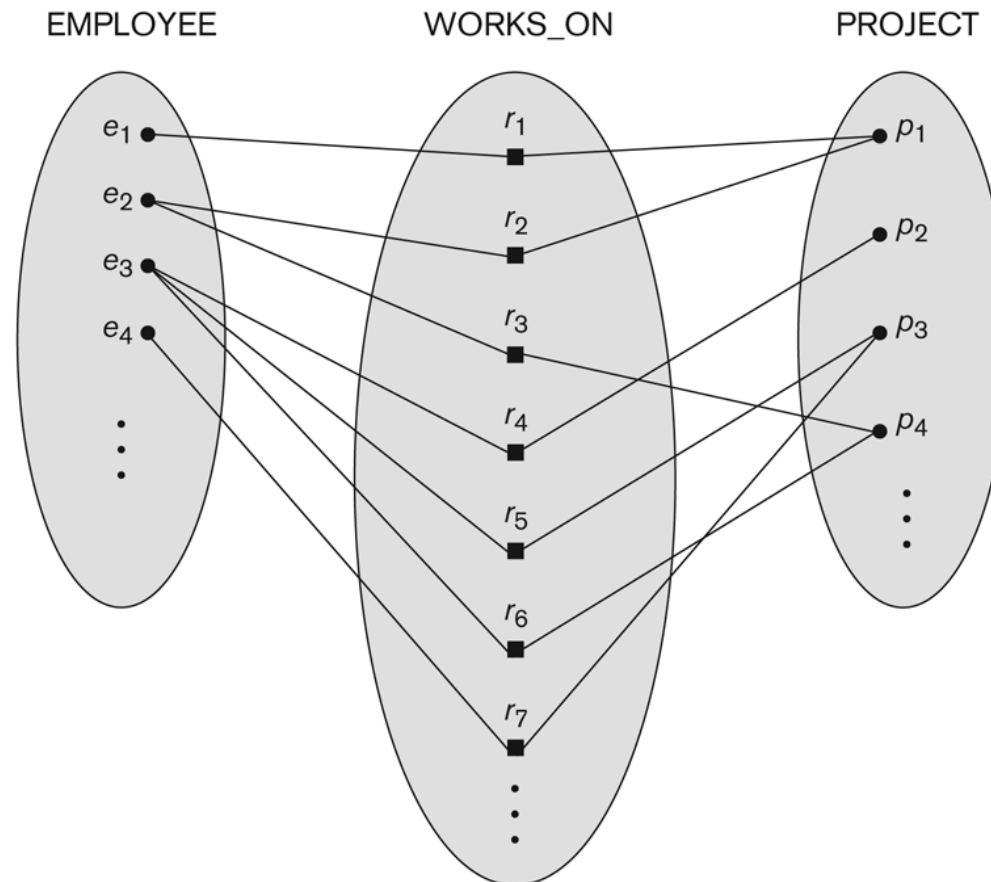 EMPLOYEE WORKS_ON PROJECT
e1
e2
e3
e4
r1
r2
r3
r4
r5
r6
r7
p1
p2
p3
p4